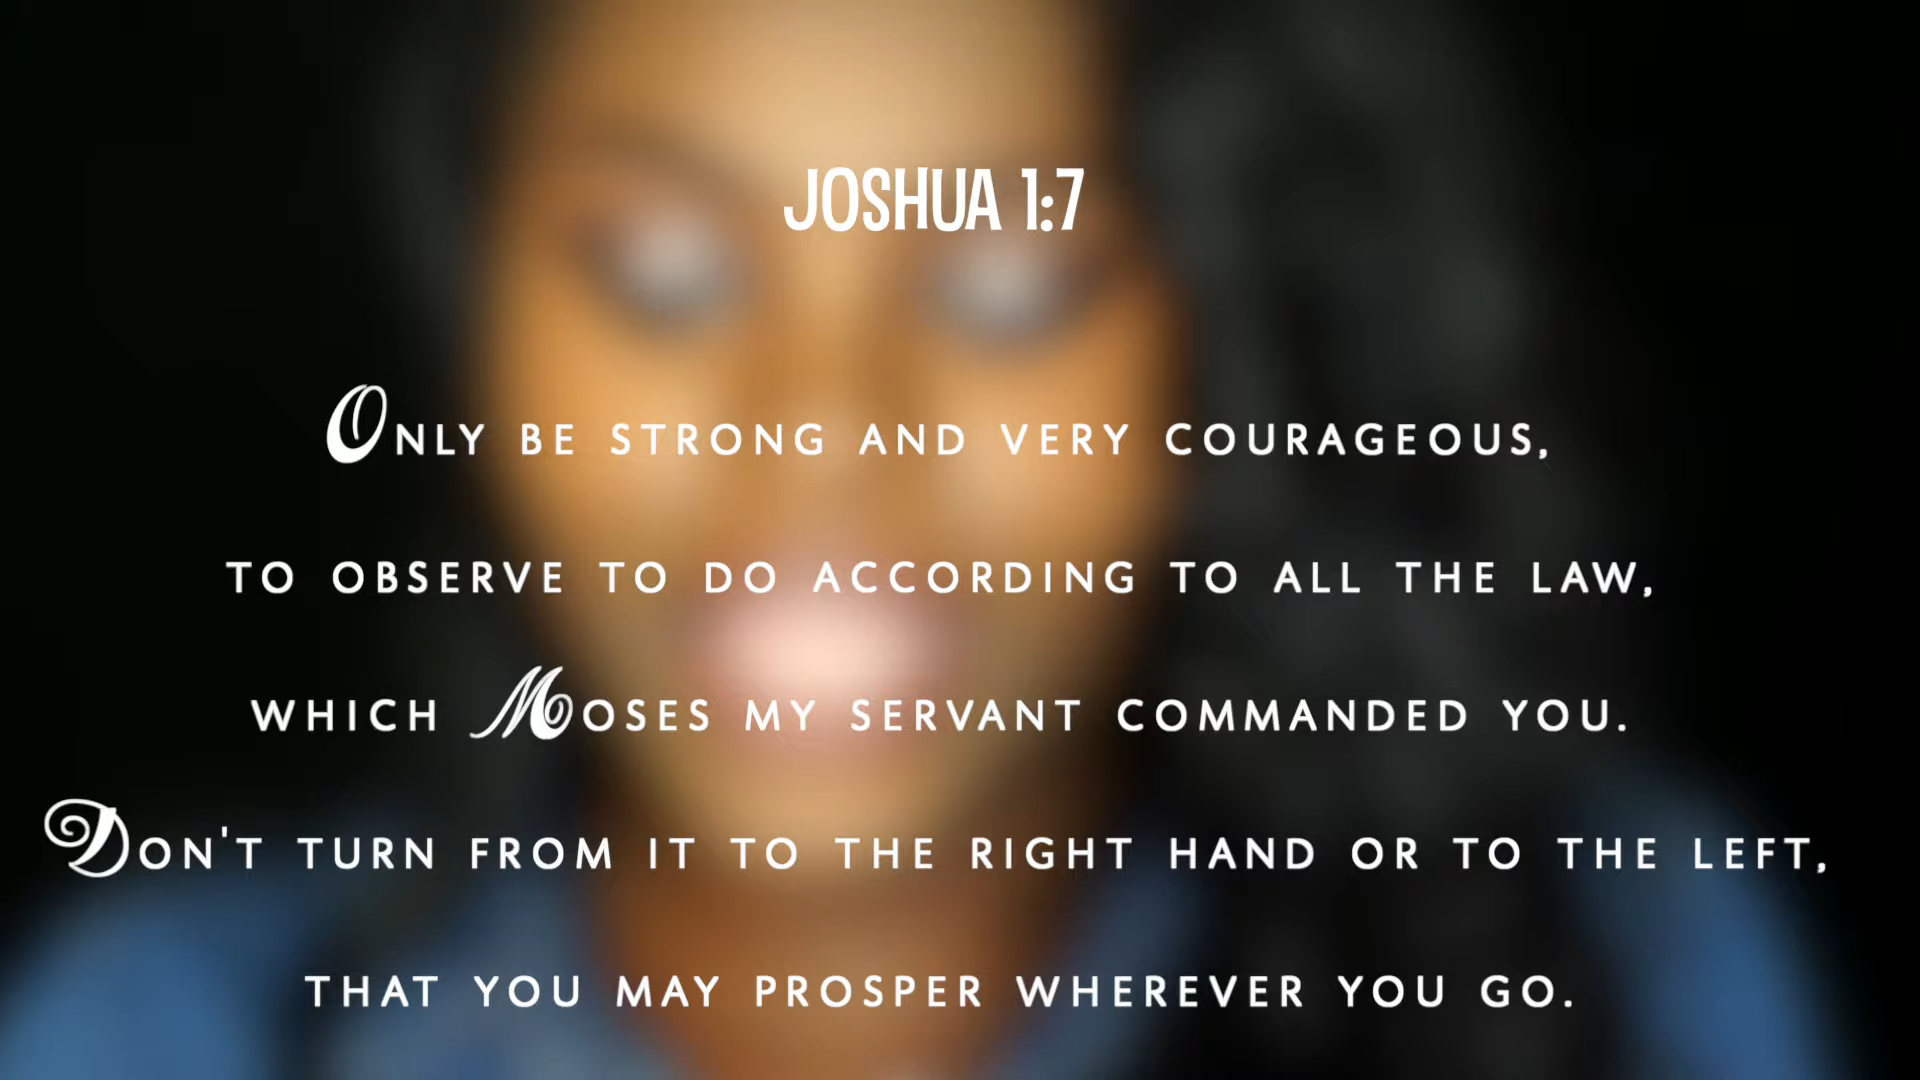 JOSHUA 1:7
Only be strong and very courageous,
to observe to do according to all the law,
which Moses my servant commanded you.
Don't turn from it to the right hand or to the left,
that you may prosper wherever you go.